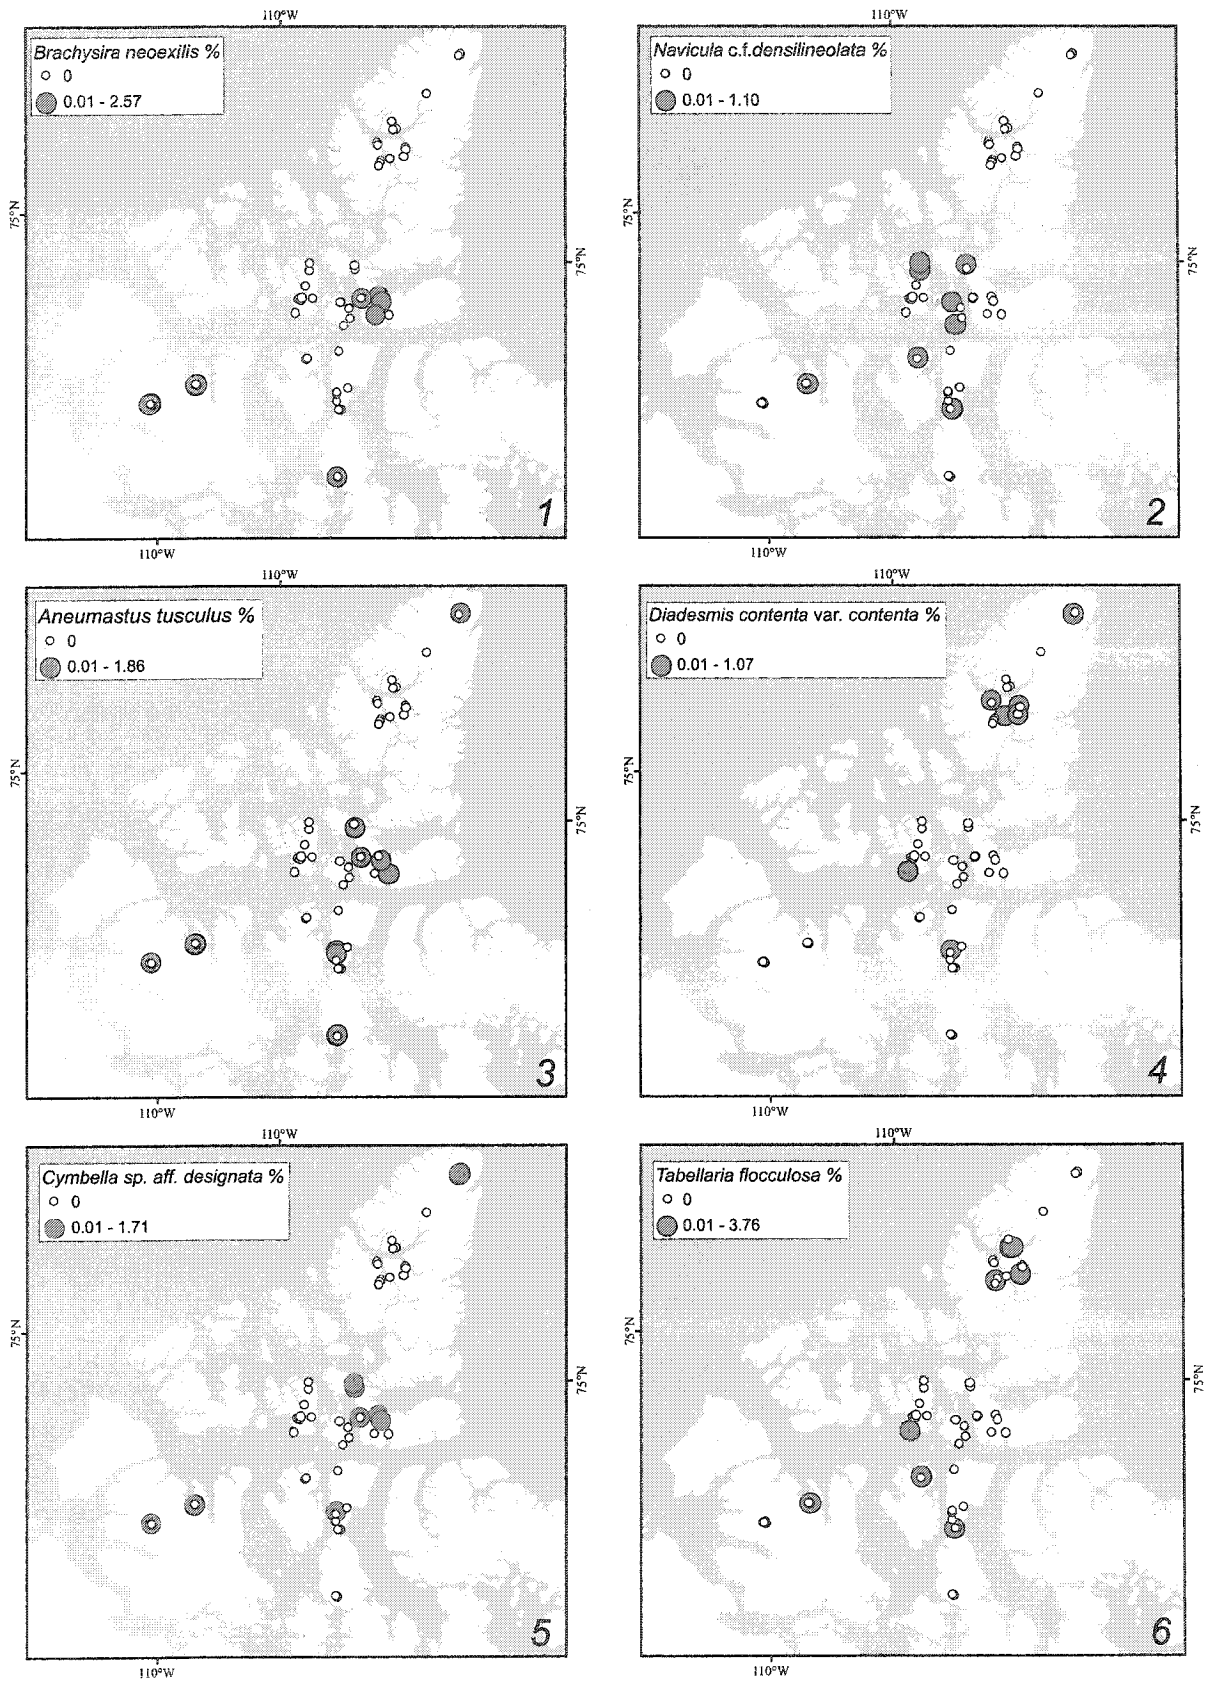 110°W
110°W
Brachysira neoexilis %
0
0.01 - 2.57
75°N
75°N
1
110°W
Navicula c.f.densilineolata %
0
0.01 - 1.10
75°N
75°N
2
110°W
110°W
110°W
Aneumastus tusculus %
0
0.01 - 1.86
75°N
75°N
3
110°W
Diadesmis contenta var. contenta %
0
0.01 - 1.07
75°N
75°N
4
110°W
110°W
110°W
Cymbella sp. aff. designata %
0
0.01 - 1.71
75°N
75°N
5
110°W
Tabellaria flocculosa %
0
0.01 - 3.76
75°N
75°N
6
110°W